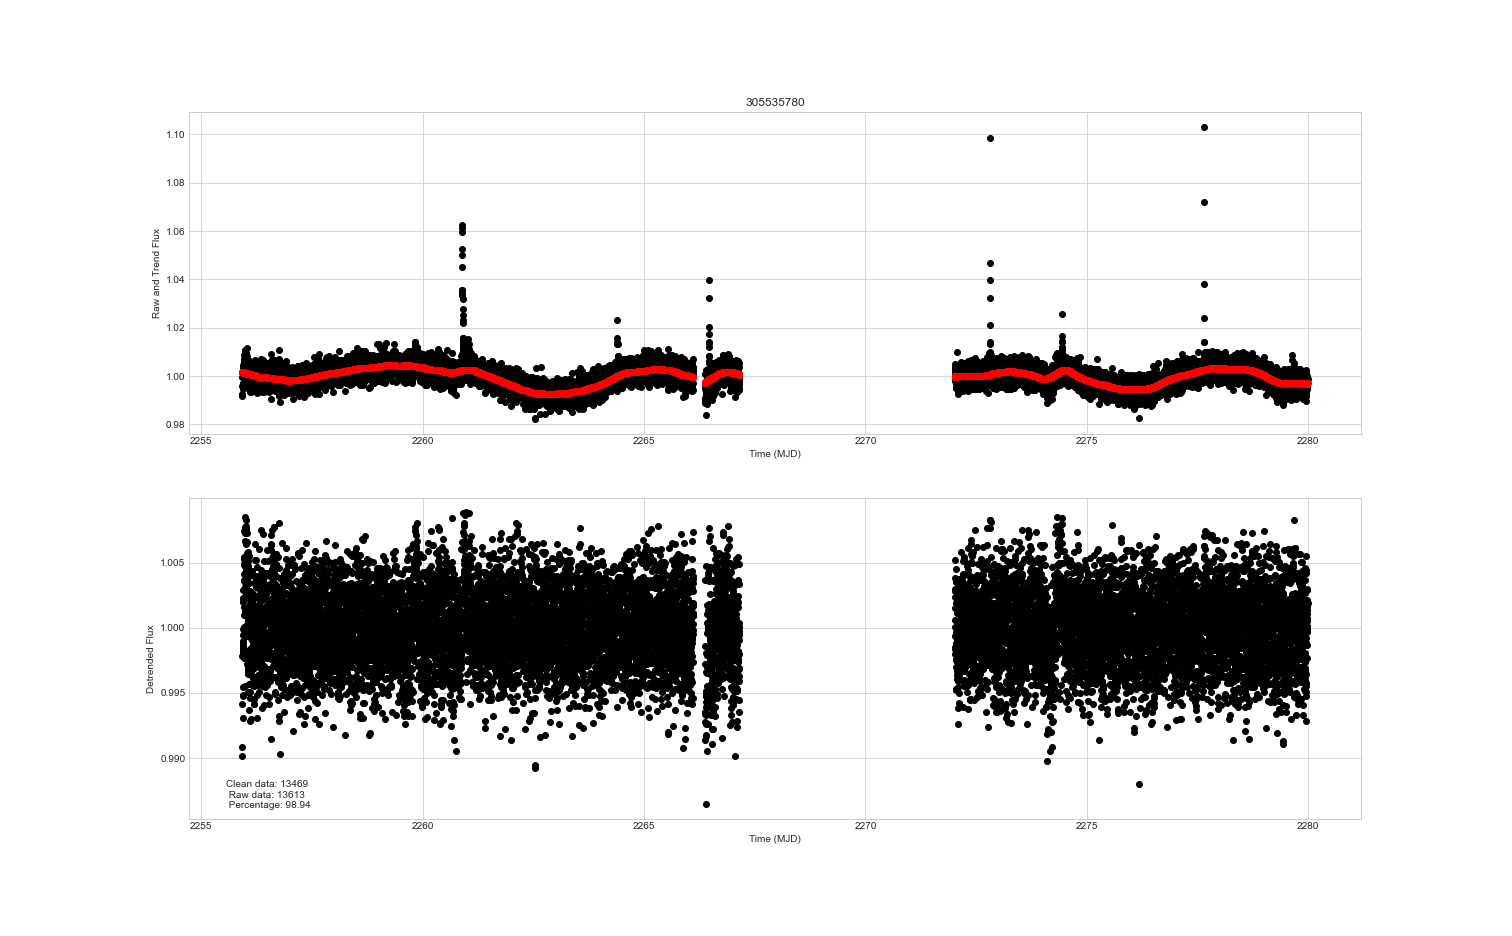 305535780
1.10
1.08
1.06
1.04
1.02
1.00
0.98
Raw and Trend Flux
2255 2260 2265 2270 2275 2280
Time (MJD)
1.005
1.000
0.995
0.990
Detrended Flux
Clean data: 13469
Raw data: 13613
Percentage: 98.94
2255 2260 2265 2270 2275 2280
Time (MJD)